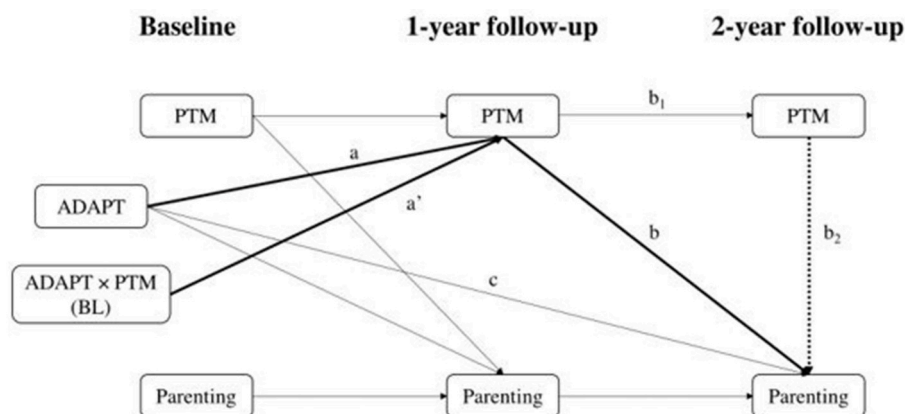 Baseline 1-year follow-up 2-year follow-up
PTM PTM b₁ PTM
a
ADAPT
a’
b b₂
ADAPT × PTM
(BL)
c
Parenting Parenting Parenting